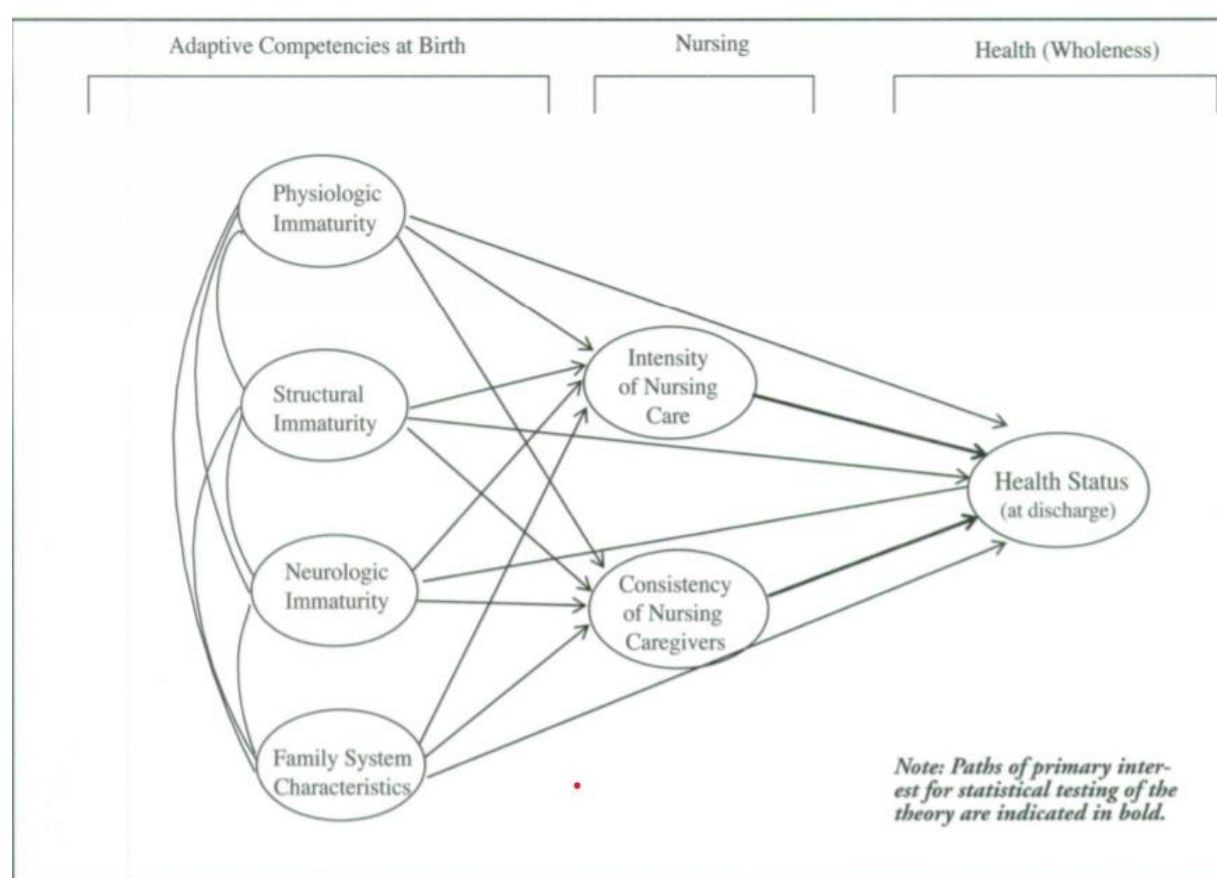 Adaptive Competencies at Birth
Nursing
Health (Wholeness)
Physiologic
Immaturity
Structural
Immaturity
Neurologic
Immaturity
Family System
Characteristics
Intensity
of Nursing
Care
Consistency
of Nursing
Caregivers
Health Status
(at discharge)
Note: Paths of primary inter-
est for statistical testing of the
theory are indicated in bold.